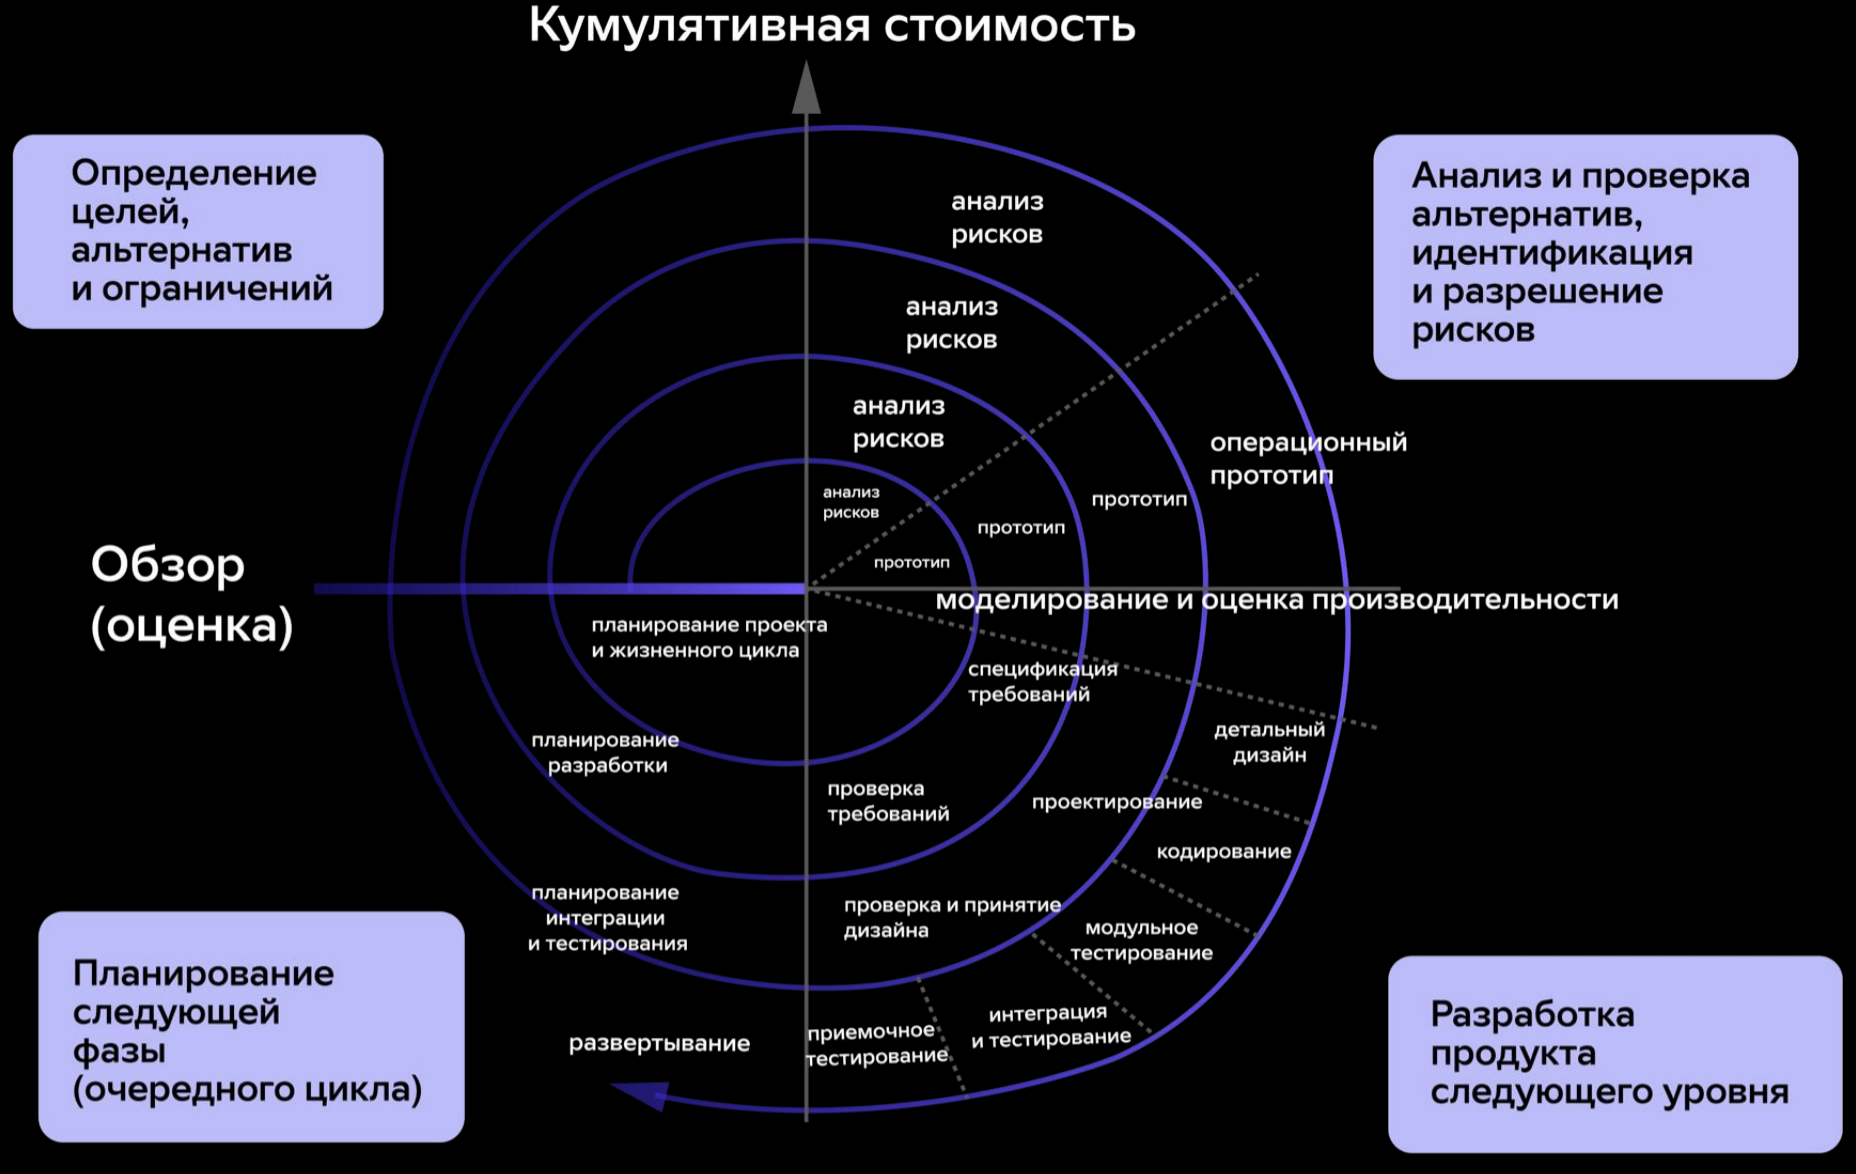 Кумулятивная стоимость
Определение
целей,
альтернатив
и ограничений
Анализ и проверка
альтернатив,
идентификация
и разрешение
рисков
анализ
рисков
анализ
рисков
анализ
рисков
анализ
рисков
операционный
прототип
прототип
прототип
прототип
Обзор
(оценка)
моделирование и оценка производительности
планирование проекта
и жизненного цикла
спецификация
требований
детальный
дизайн
планирование
разработки
проверка
требований
проектирование
кодирование
планирование
интеграции
и тестирования
проверка и принятие
дизайна
модульное
тестирование
Планирование
следующей
фазы
(очередного цикла)
развертывание
приемочное
тестирование
интеграция
и тестирование
Разработка
продукта
следующего уровня